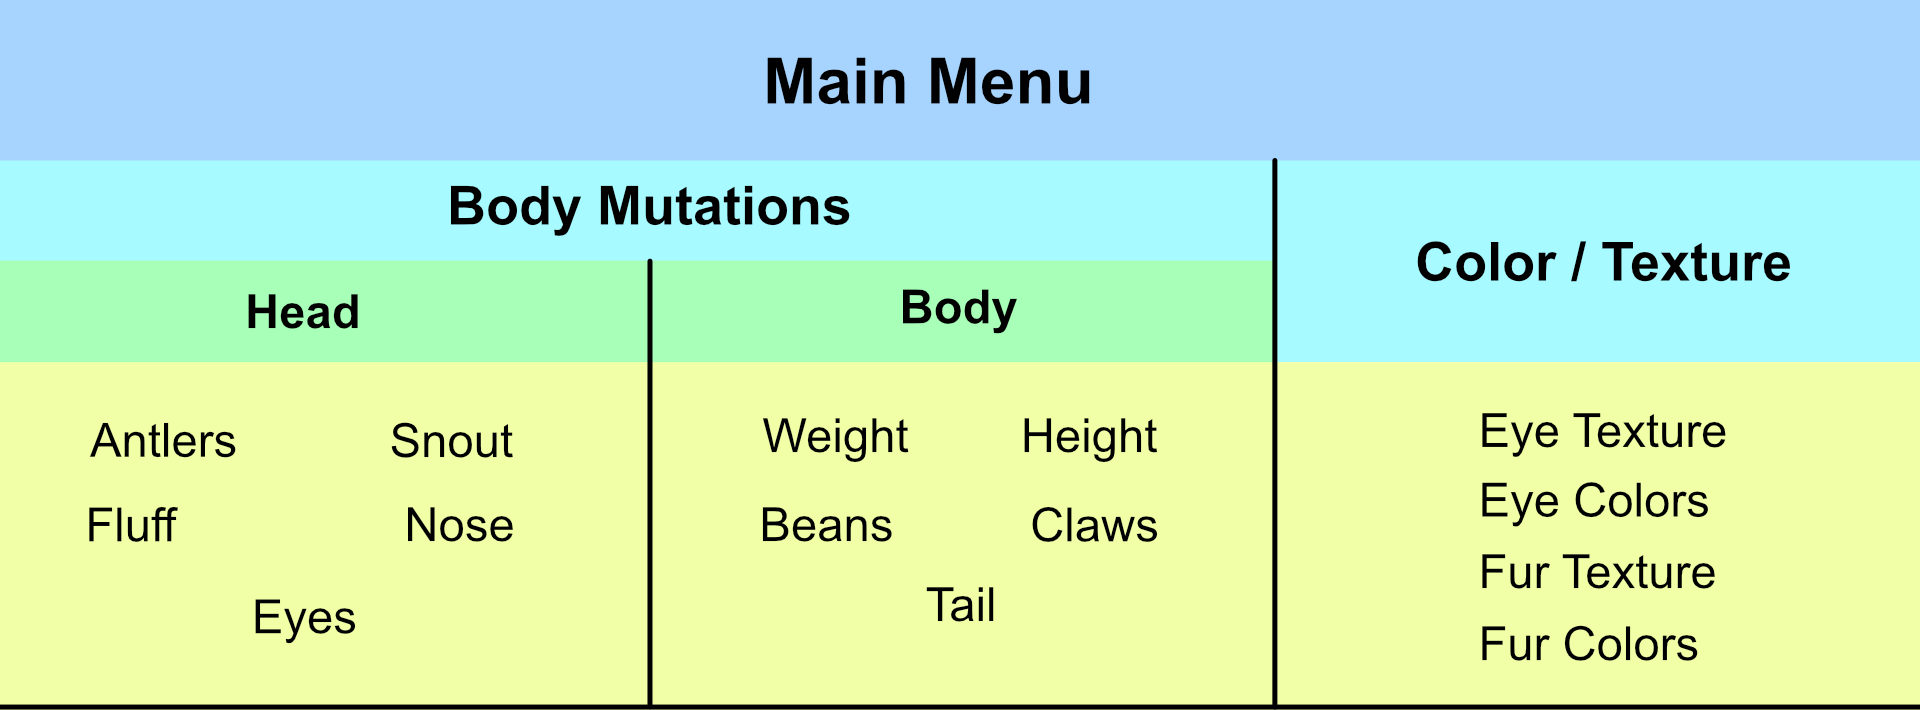 Main Menu
Body Mutations
Color / Texture
Head
Body
Antlers Snout
Fluff Nose
Eyes
Weight Height
Beans Claws
Tail
Eye Texture
Eye Colors
Fur Texture
Fur Colors